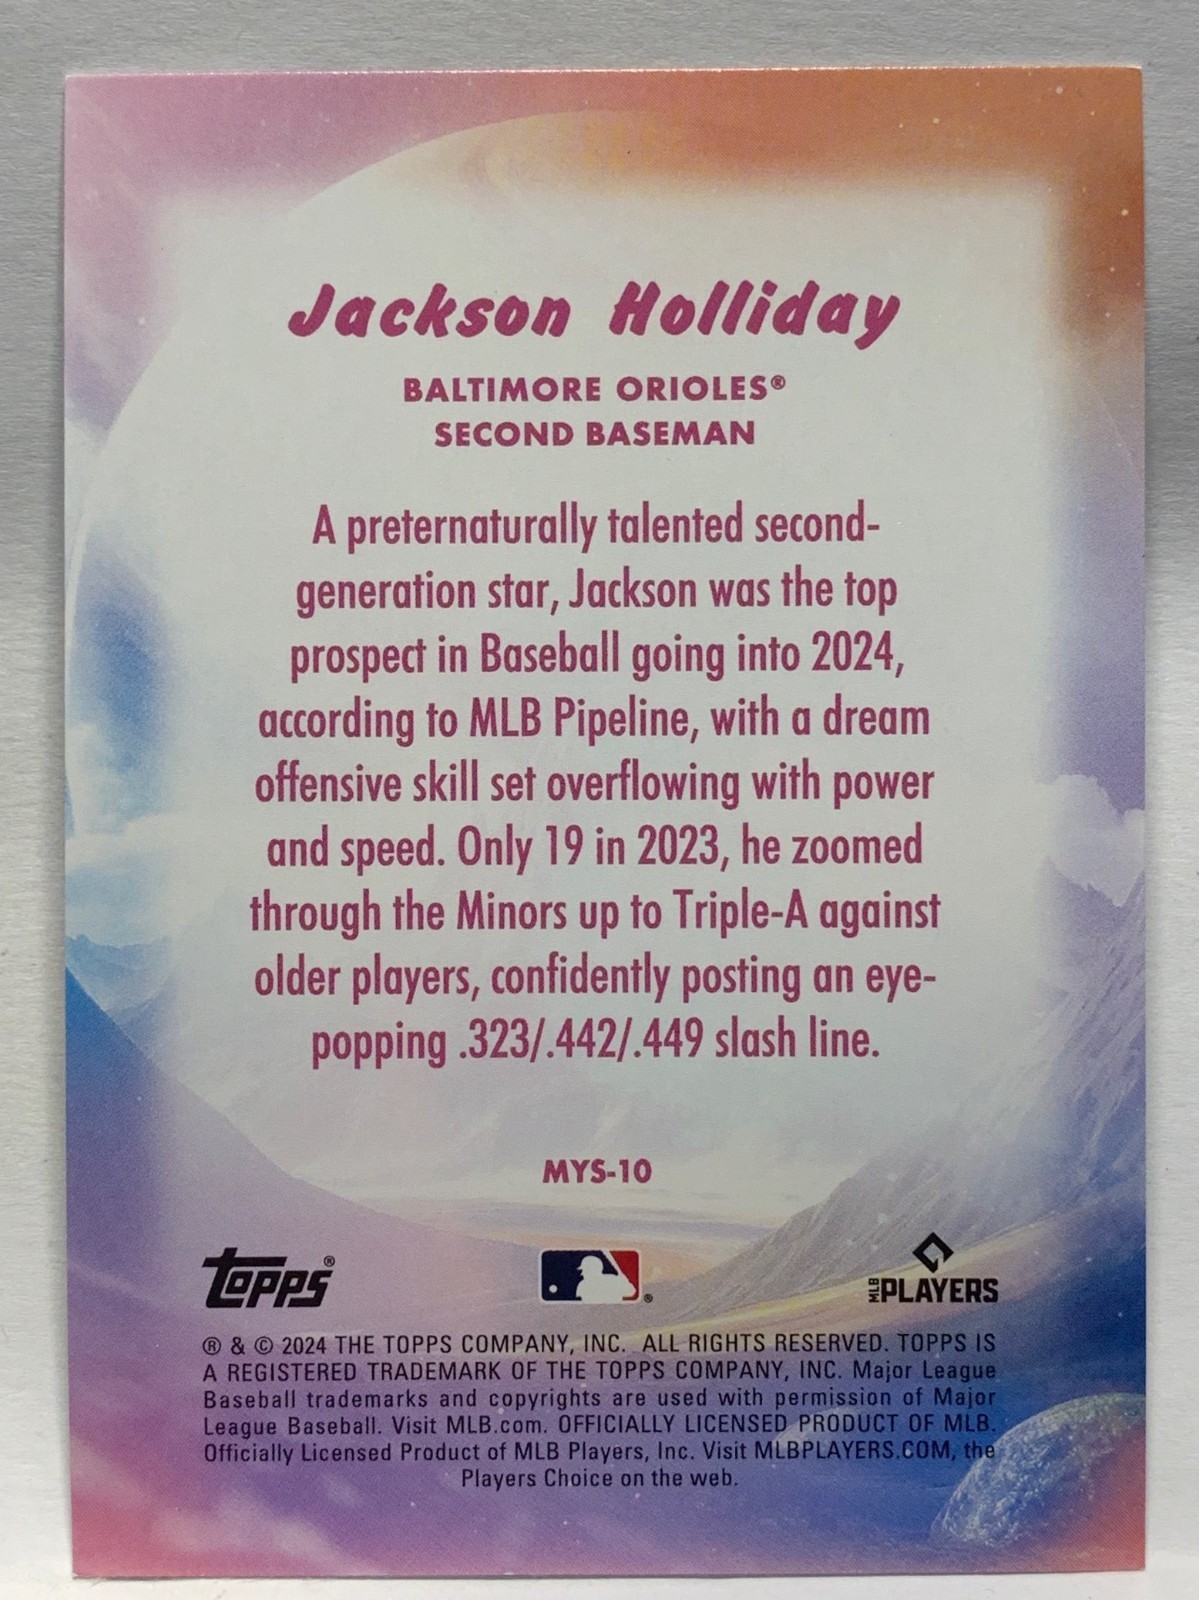 Jackson Holliday
BALTIMORE ORIOLES®
SECOND BASEMAN
A preternaturally talented second-
generation star, Jackson was the top
prospect in Baseball going into 2024,
according to MLB Pipeline, with a dream
offensive skill set overflowing with power
and speed. Only 19 in 2023, he zoomed
through the Minors up to Triple-A against
older players, confidently posting an eye-
popping .323/.442/.449 slash line.
MYS-10
topps®
®
MLB PLAYERS
® & © 2024 THE TOPPS COMPANY, INC. ALL RIGHTS RESERVED. TOPPS IS
A REGISTERED TRADEMARK OF THE TOPPS COMPANY, INC. Major League
Baseball trademarks and copyrights are used with permission of Major
League Baseball. Visit MLB.com. OFFICIALLY LICENSED PRODUCT OF MLB.
Officially Licensed Product of MLB Players, Inc. Visit MLBPLAYERS.COM, the
Players Choice on the web.